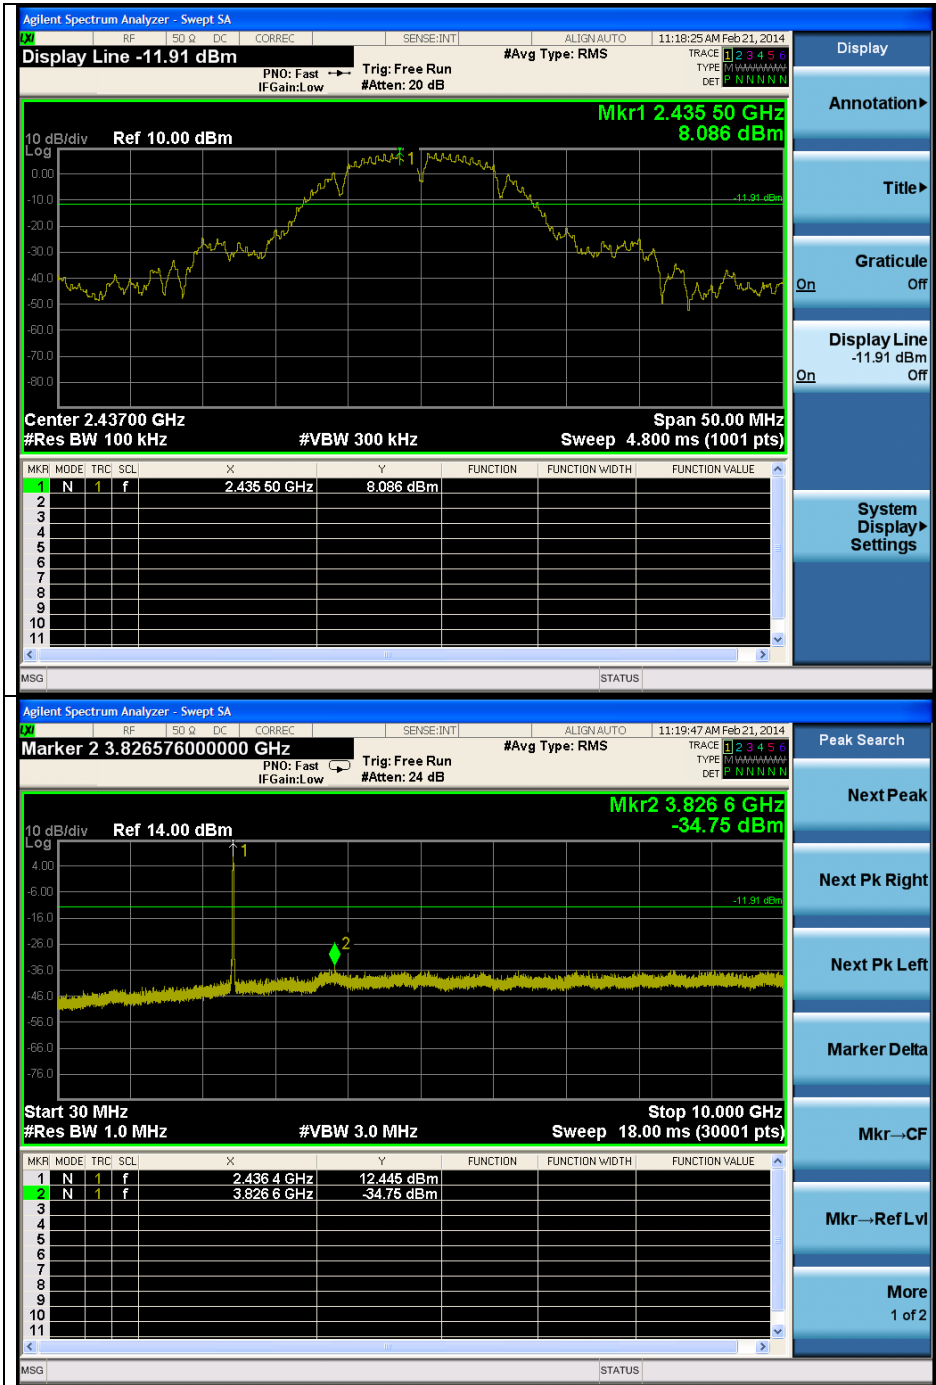 Agilent Spectrum Analyzer - Swept SA
LXI RF 50 Ω DC CORREC SENSE:INT ALIGN AUTO 11:18:25 AM Feb 21, 2014
Display Line -11.91 dBm
#Avg Type: RMS
TRACE 1 2 3 4 5 6
TYPE M
DET P N N N N N
PNO: Fast
IFGain:Low
Trig: Free Run
#Atten: 20 dB
Mkr1 2.435 50 GHz
8.086 dBm
10 dB/div Ref 10.00 dBm
Log
1
0.00
-10.0
-11.91 dBm
-20.0
-30.0
-40.0
-50.0
-60.0
-70.0
-80.0
Center 2.43700 GHz Span 50.00 MHz
#Res BW 100 kHz #VBW 300 kHz Sweep 4.800 ms (1001 pts)
MKR MODE TRC SCL X Y FUNCTION FUNCTION WIDTH FUNCTION VALUE
1 N 1 f 2.435 50 GHz 8.086 dBm
2
3
4
5
6
7
8
9
10
11
MSG STATUS
Display
Annotation
Title
Graticule
On Off
Display Line
-11.91 dBm
On Off
System
Display
Settings
Agilent Spectrum Analyzer - Swept SA
LXI RF 50 Ω DC CORREC SENSE:INT ALIGN AUTO 11:19:47 AM Feb 21, 2014
Marker 2 3.826576000000 GHz
#Avg Type: RMS
TRACE 1 2 3 4 5 6
TYPE M
DET P N N N N N
PNO: Fast
IFGain:Low
Trig: Free Run
#Atten: 24 dB
Mkr2 3.826 6 GHz
-34.75 dBm
10 dB/div Ref 14.00 dBm
Log
1
4.00
-6.00
-11.91 dBm
-16.0
-26.0
2
-36.0
-46.0
-56.0
-66.0
-76.0
Start 30 MHz Stop 10.000 GHz
#Res BW 1.0 MHz #VBW 3.0 MHz Sweep 18.00 ms (30001 pts)
MKR MODE TRC SCL X Y FUNCTION FUNCTION WIDTH FUNCTION VALUE
1 N 1 f 2.436 4 GHz 12.445 dBm
2 N 1 f 3.826 6 GHz -34.75 dBm
3
4
5
6
7
8
9
10
11
MSG STATUS
Peak Search
Next Peak
Next Pk Right
Next Pk Left
Marker Delta
Mkr→CF
Mkr→Ref Lvl
More
1 of 2